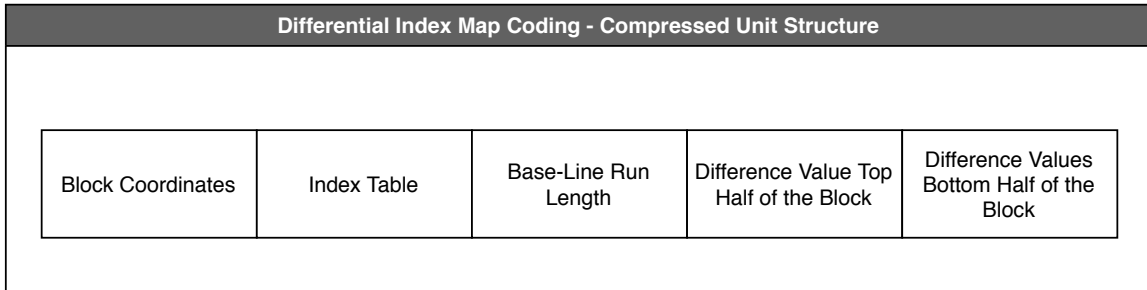 Differential Index Map Coding - Compressed Unit Structure
Block Coordinates
Index Table
Base-Line Run
Length
Difference Value Top
Half of the Block
Difference Values
Bottom Half of the
Block